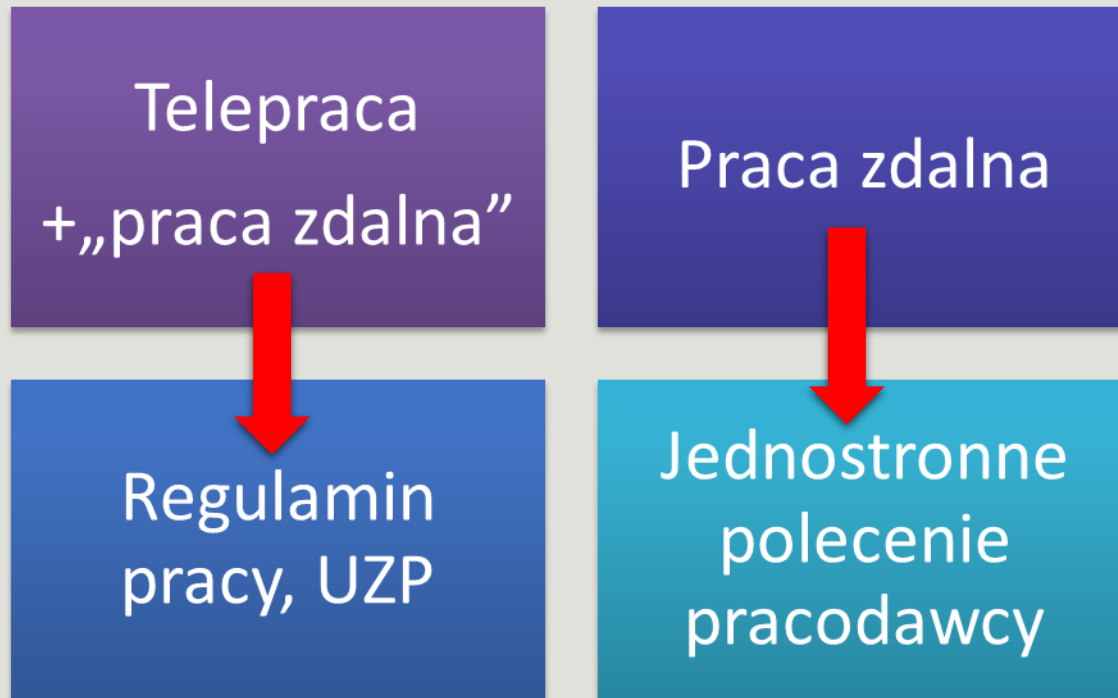 Telepraca
+„praca zdalna”
Praca zdalna
Regulamin
pracy, UZP
Jednostronne
polecenie
pracodawcy